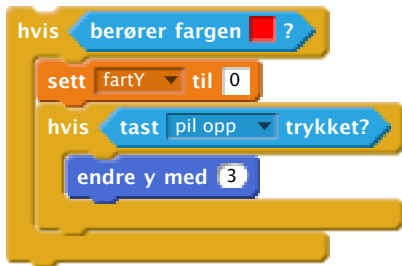 hvis berører fargen ?
sett fartY til 0
hvis tast pil opp trykket?
endre y med 3